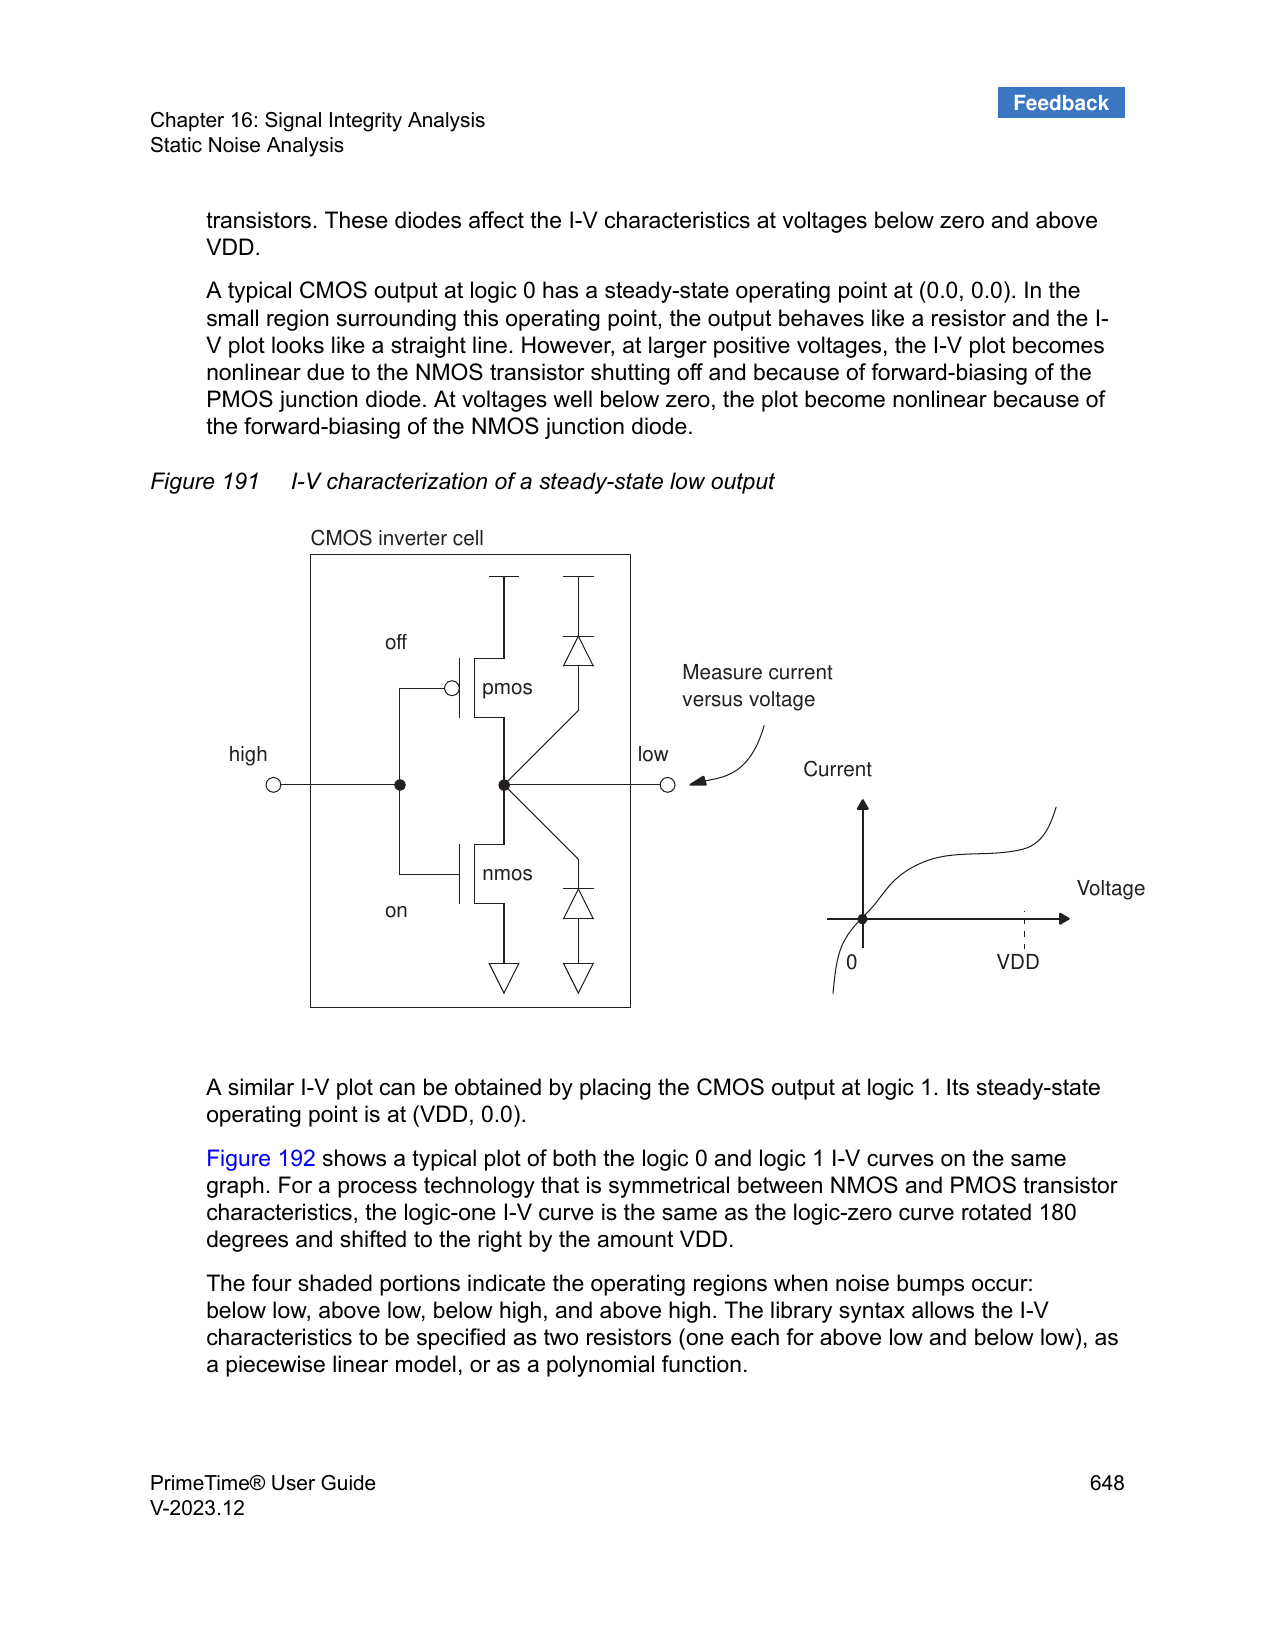 Feedback
Chapter 16: Signal Integrity Analysis
Static Noise Analysis
transistors. These diodes affect the I-V characteristics at voltages below zero and above
VDD.
A typical CMOS output at logic 0 has a steady-state operating point at (0.0, 0.0). In the
small region surrounding this operating point, the output behaves like a resistor and the I-
V plot looks like a straight line. However, at larger positive voltages, the I-V plot becomes
nonlinear due to the NMOS transistor shutting off and because of forward-biasing of the
PMOS junction diode. At voltages well below zero, the plot become nonlinear because of
the forward-biasing of the NMOS junction diode.
Figure 191 I-V characterization of a steady-state low output
CMOS inverter cell
off
pmos
high
nmos
on
low
Measure current
versus voltage
Current
Voltage
0
VDD
A similar I-V plot can be obtained by placing the CMOS output at logic 1. Its steady-state
operating point is at (VDD, 0.0).
Figure 192 shows a typical plot of both the logic 0 and logic 1 I-V curves on the same
graph. For a process technology that is symmetrical between NMOS and PMOS transistor
characteristics, the logic-one I-V curve is the same as the logic-zero curve rotated 180
degrees and shifted to the right by the amount VDD.
The four shaded portions indicate the operating regions when noise bumps occur:
below low, above low, below high, and above high. The library syntax allows the I-V
characteristics to be specified as two resistors (one each for above low and below low), as
a piecewise linear model, or as a polynomial function.
PrimeTime® User Guide
V-2023.12
648